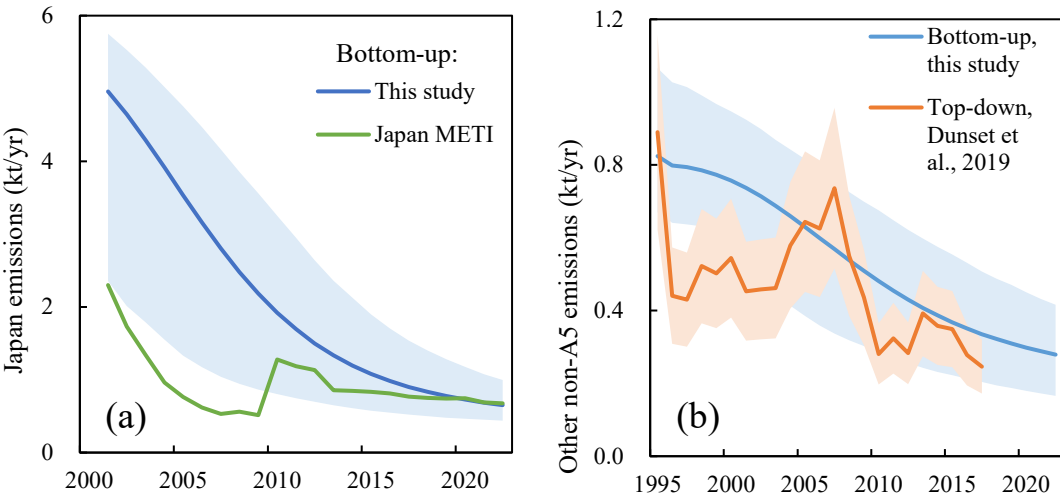 Japan emissions (kt/yr)
6
4
2
0
Bottom-up:
This study
Japan METI
(a)
2000
2005
2010
2015
2020
Other non-A5 emissions (kt/yr)
1.2
0.8
0.4
0.0
Bottom-up,
this study
Top-down,
Dunset et
al., 2019
(b)
1995
2000
2005
2010
2015
2020